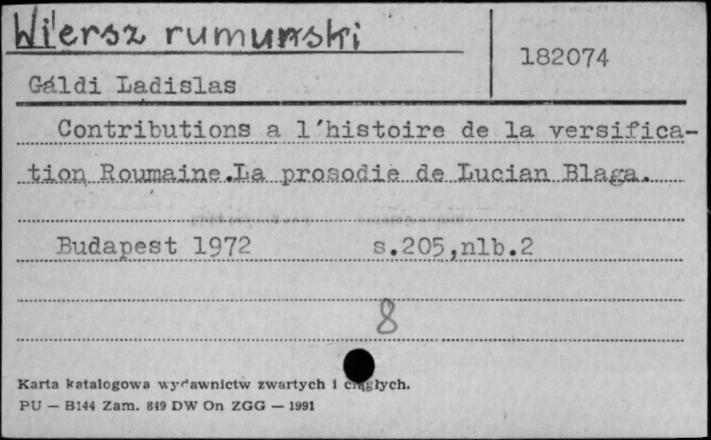 Wiersz rumuński
182074
Gáldi Ladislas
Contributions a l'histoire de la versifica-
tion Roumaine.La prosodie de Lucian Blaga.
Budapest 1972 s.205,nlb.2
8
Karta katalogowa wydawnictw zwartych i ciągłych.
PU — B144 Zam. 849 DW On ZGG — 1991